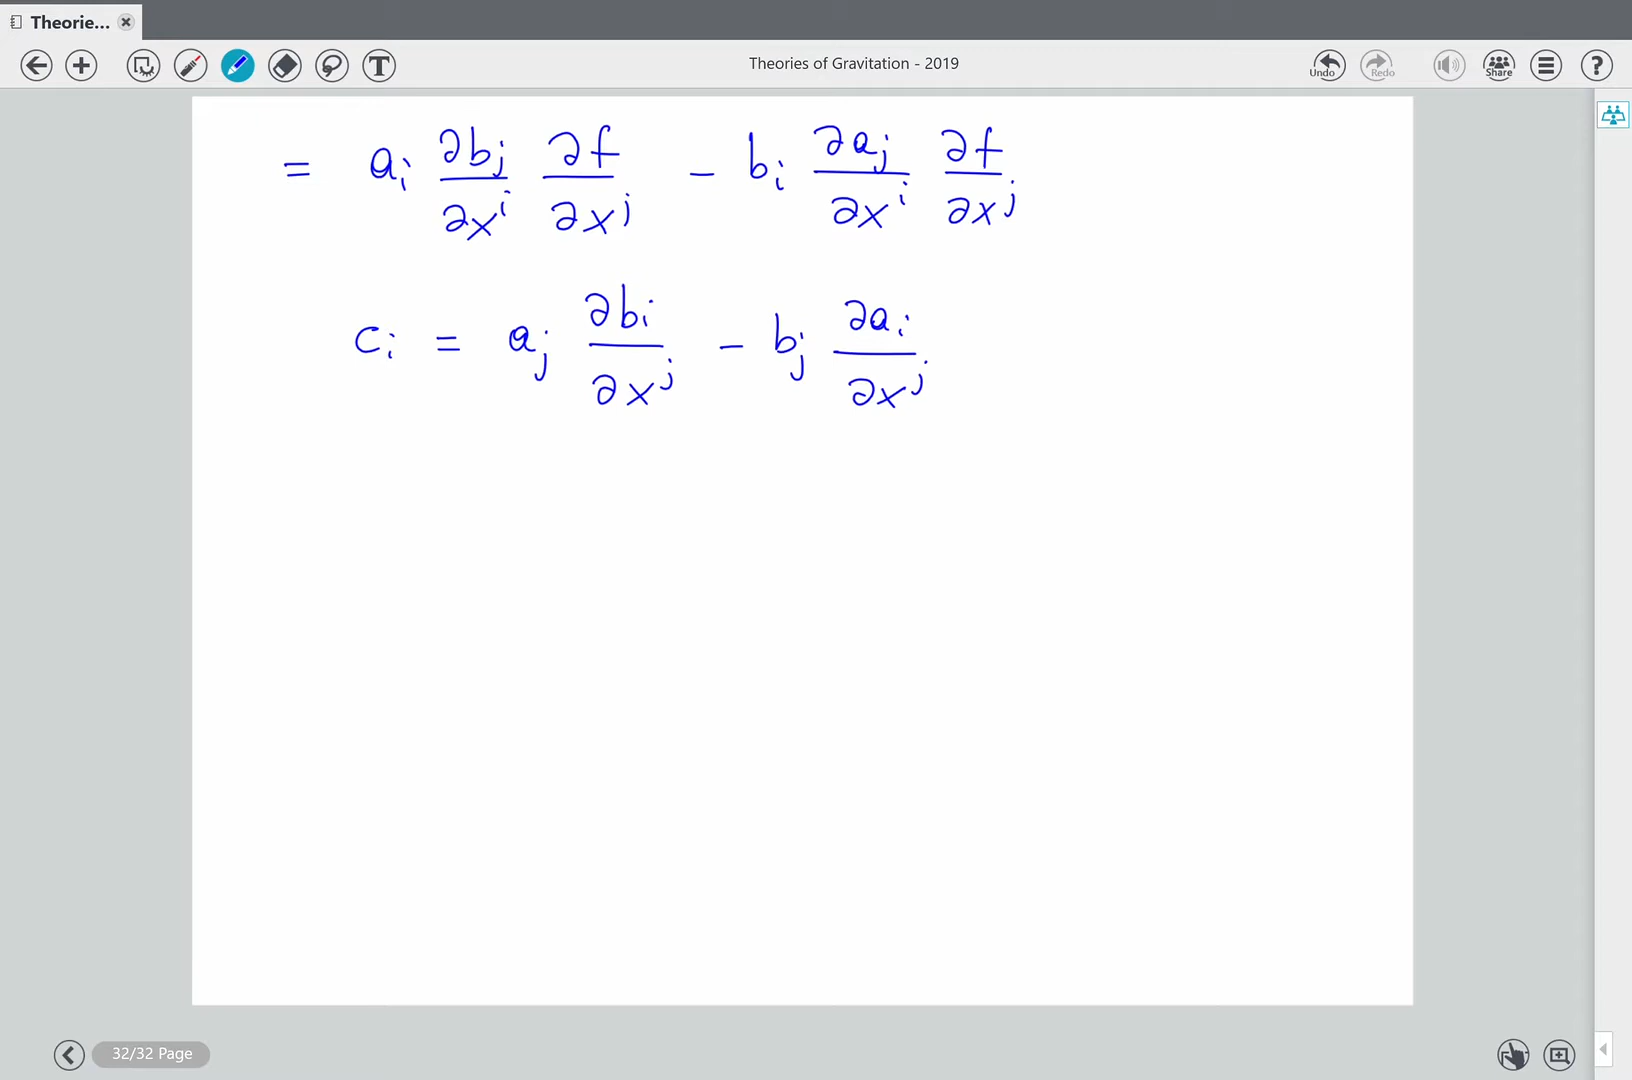 Theorie...
Theories of Gravitation - 2019
Undo
Redo
Share
= a_i ∂b_j/∂x^i ∂f/∂x^j - b_i ∂a_j/∂x^i ∂f/∂x^j
c_i = a_j ∂b_i/∂x^j - b_j ∂a_i/∂x^j
32/32 Page